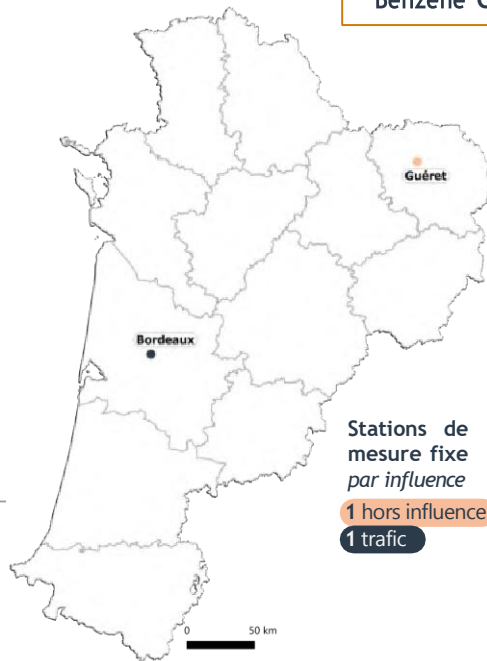 Benzène C
Guéret
Bordeaux
Stations de
mesure fixe
par influence
1 hors influence
1 trafic
0 50 km